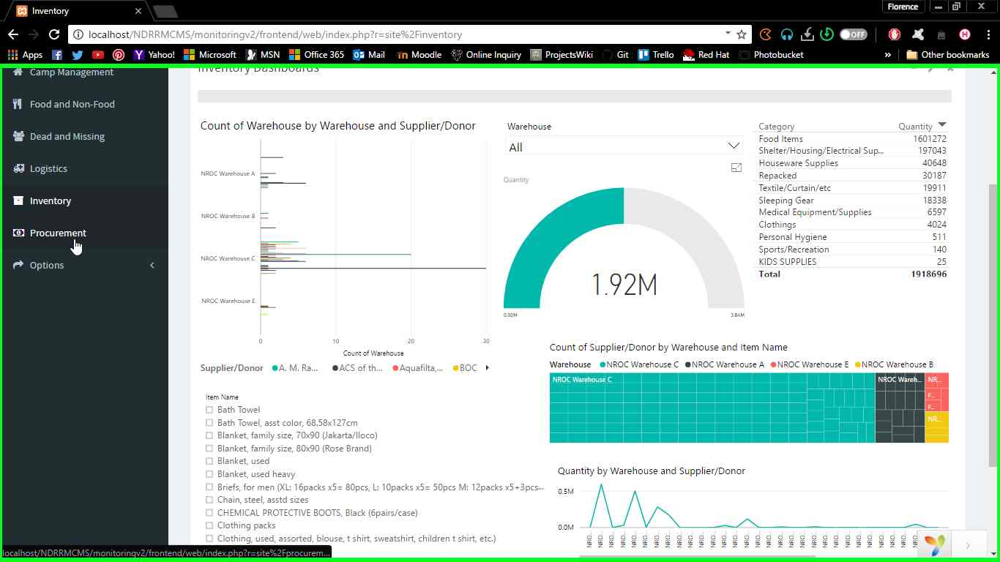 Inventory
Florence
localhost/NDRRMCMS/monitoringv2/frontend/web/index.php?r=site%2Finventory
OFF
Apps Yahoo! Microsoft MSN Office 365 Mail Moodle Online Inquiry ProjectsWiki Git Trello Red Hat Photobucket » Other bookmarks
Camp Management
Food and Non-Food
Dead and Missing
Logistics
Inventory
Procurement
Options
Inventory Dashboards
Count of Warehouse by Warehouse and Supplier/Donor
NROC Warehouse A
NROC Warehouse B
NROC Warehouse C
NROC Warehouse E
0 10 20 30
Count of Warehouse
Supplier/Donor A. M. Ra... ACS of th... Aquafilta,... BOC
Warehouse
All
Quantity
1.92M
0.00M 3.84M
Category Quantity
Food Items 1601272
Shelter/Housing/Electrical Sup... 197043
Houseware Supplies 40648
Repacked 30187
Textile/Curtain/etc 19911
Sleeping Gear 18338
Medical Equipment/Supplies 6597
Clothings 4024
Personal Hygiene 511
Sports/Recreation 140
KIDS SUPPLIES 25
Total 1918696
Count of Supplier/Donor by Warehouse and Item Name
Warehouse NROC Warehouse C NROC Warehouse A NROC Warehouse E NROC Warehouse B
NROC Warehouse C NROC Wareh... NR...
F...
F...
NR...
Item Name
Bath Towel
Bath Towel, asst color, 68.58x127cm
Blanket, family size, 70x90 (Jakarta/Iloco)
Blanket, family size, 80x90 (Rose Brand)
Blanket, used
Blanket, used heavy
Briefs, for men (XL: 16packs x5= 80pcs, L: 10packs x5= 50pcs M: 12packs x5+3pcs...
Chain, steel, asstd sizes
CHEMICAL PROTECTIVE BOOTS, Black (6pairs/case)
Clothing packs
Clothing, used, assorted, blouse, t shirt, sweatshirt, children t shirt, etc.)
Quantity by Warehouse and Supplier/Donor
0.5M
0.0M
NRO... NRO... NRO... NRO... NRO... NRO... NRO... NRO... NRO... NRO... NRO... NRO... NRO... NRO... NRO... NRO... NRO... NRO... NRO... NRO... NRO... NRO... NRO... NRO... NRO... NRO... NRO... NRO... NRO... NRO...
localhost/NDRRMCMS/monitoringv2/frontend/web/index.php?r=site%2Fprocurem...